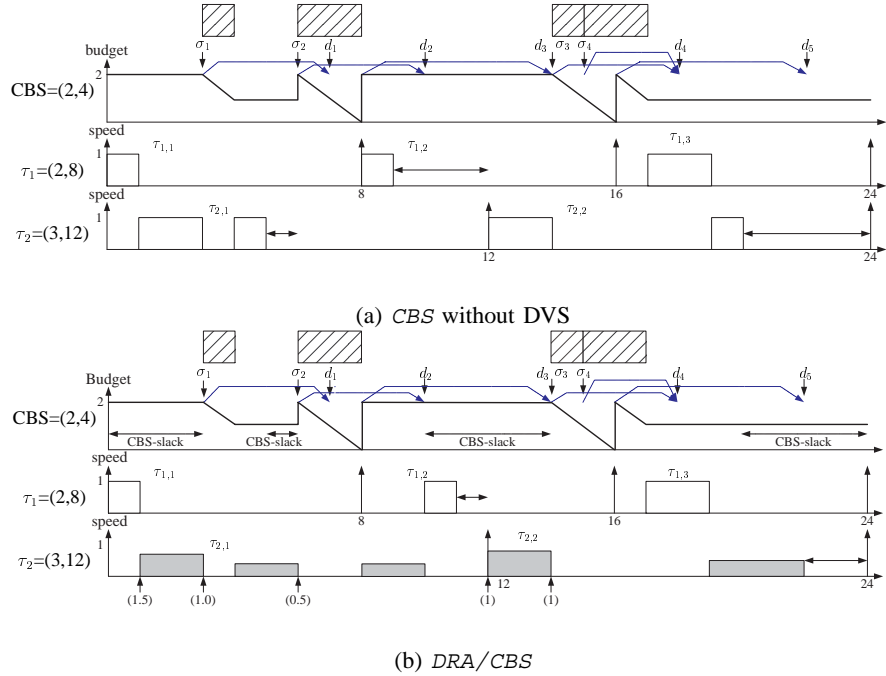 σ1 σ2 d1 d2 d3 σ3 σ4 d4 d5
budget
2
CBS=(2,4)
speed
1
τ1,1 τ1,2 τ1,3
τ1=(2,8)
8 16 24
speed
1
τ2,1 τ2,2
τ2=(3,12)
12 24
(a) CBS without DVS
σ1 σ2 d1 d2 d3 σ3 σ4 d4 d5
Budget
2
CBS=(2,4)
CBS-slack CBS-slack CBS-slack CBS-slack
speed
1
τ1,1 τ1,2 τ1,3
τ1=(2,8)
8 16 24
speed
1
τ2,1 τ2,2
τ2=(3,12)
12 24
(1.5) (1.0) (0.5) (1) (1)
(b) DRA/CBS